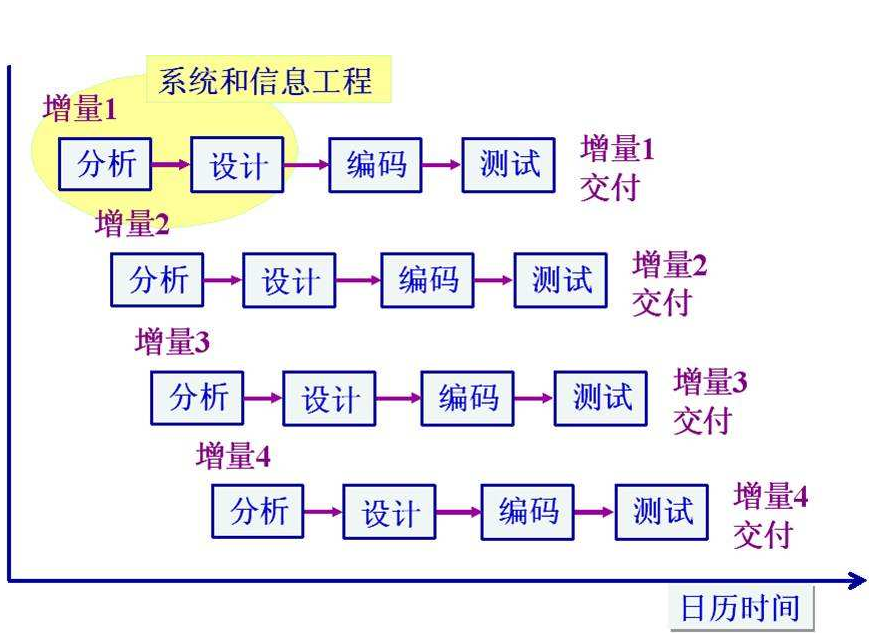 系统和信息工程
增量1
分析
设计
编码
测试
增量1
交付
增量2
分析
设计
编码
测试
增量2
交付
增量3
分析
设计
编码
测试
增量3
交付
增量4
分析
设计
编码
测试
增量4
交付
日历时间